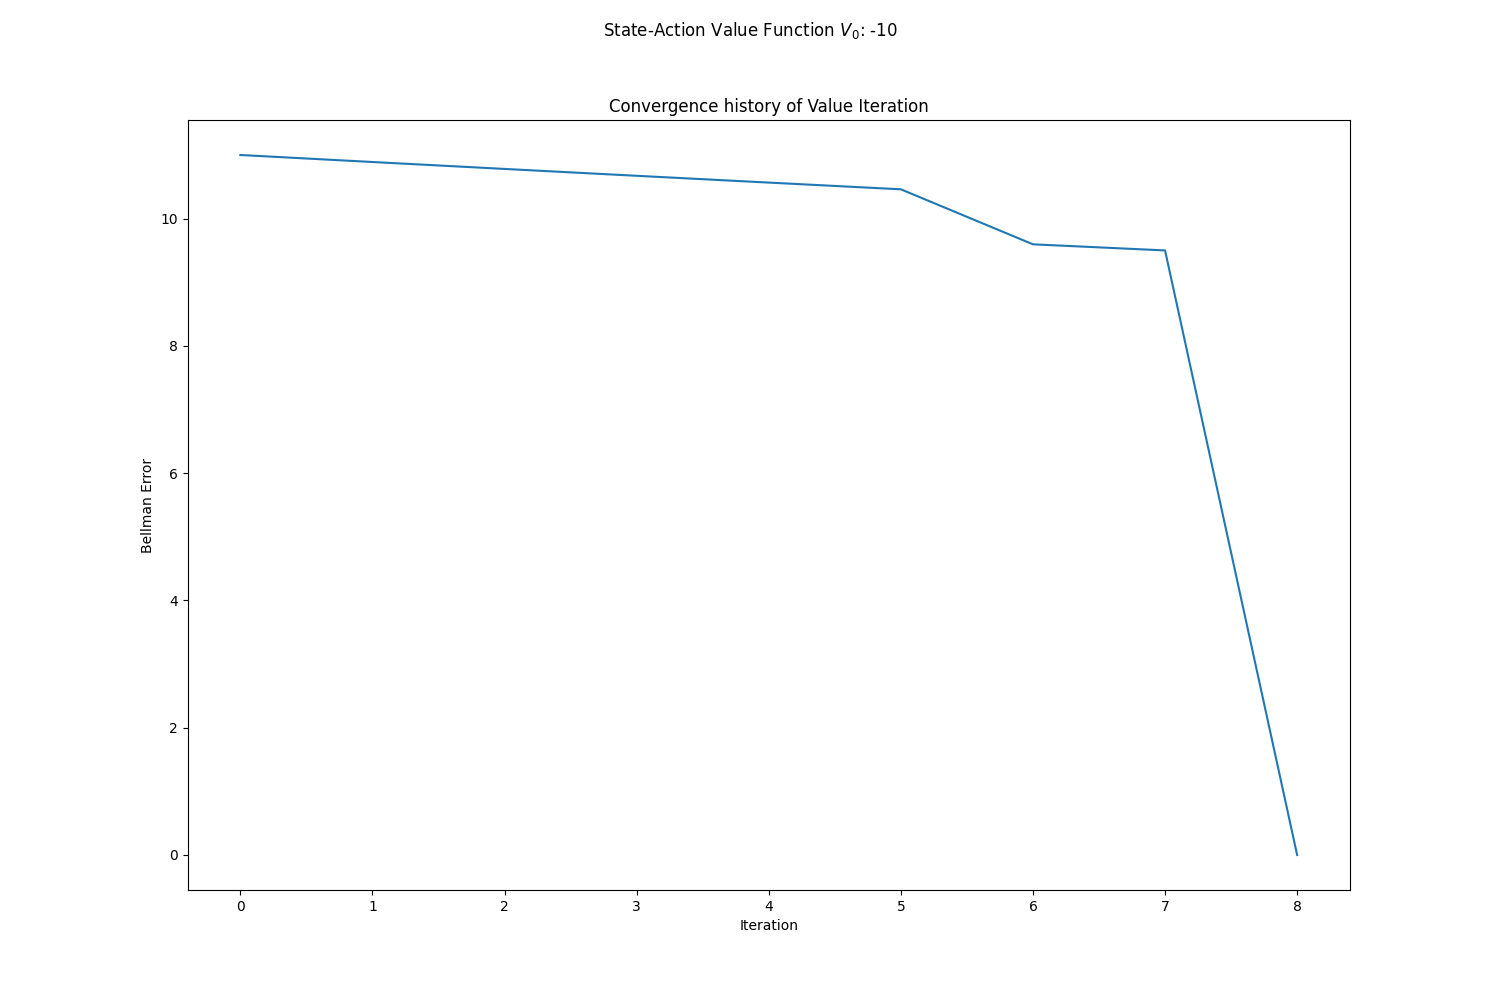 State-Action Value Function $V_0$: -10
Convergence history of Value Iteration
10
8
6
4
2
0
Bellman Error
0 1 2 3 4 5 6 7 8
Iteration